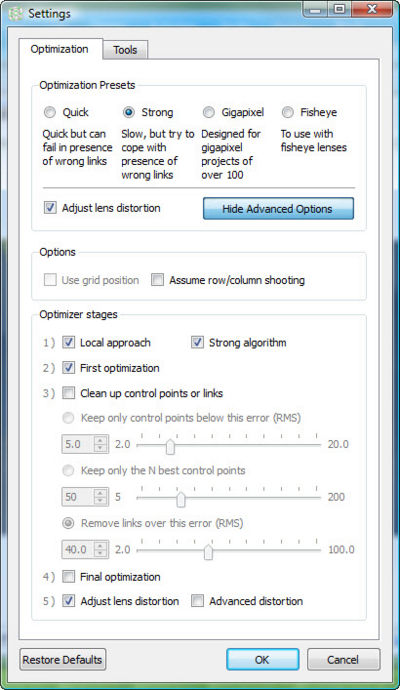 Settings
Optimization Tools
Optimization Presets
Quick Strong Gigapixel Fisheye
Quick but can Slow, but try to Designed for To use with
fail in presence cope with gigapixel fisheye lenses
of wrong links presence of projects of
wrong links over 100
Adjust lens distortion Hide Advanced Options
Options
Use grid position Assume row/column shooting
Optimizer stages
1) Local approach Strong algorithm
2) First optimization
3) Clean up control points or links
Keep only control points below this error (RMS)
5.0 2.0 20.0
Keep only the N best control points
50 5 200
Remove links over this error (RMS)
40.0 2.0 100.0
4) Final optimization
5) Adjust lens distortion Advanced distortion
Restore Defaults OK Cancel